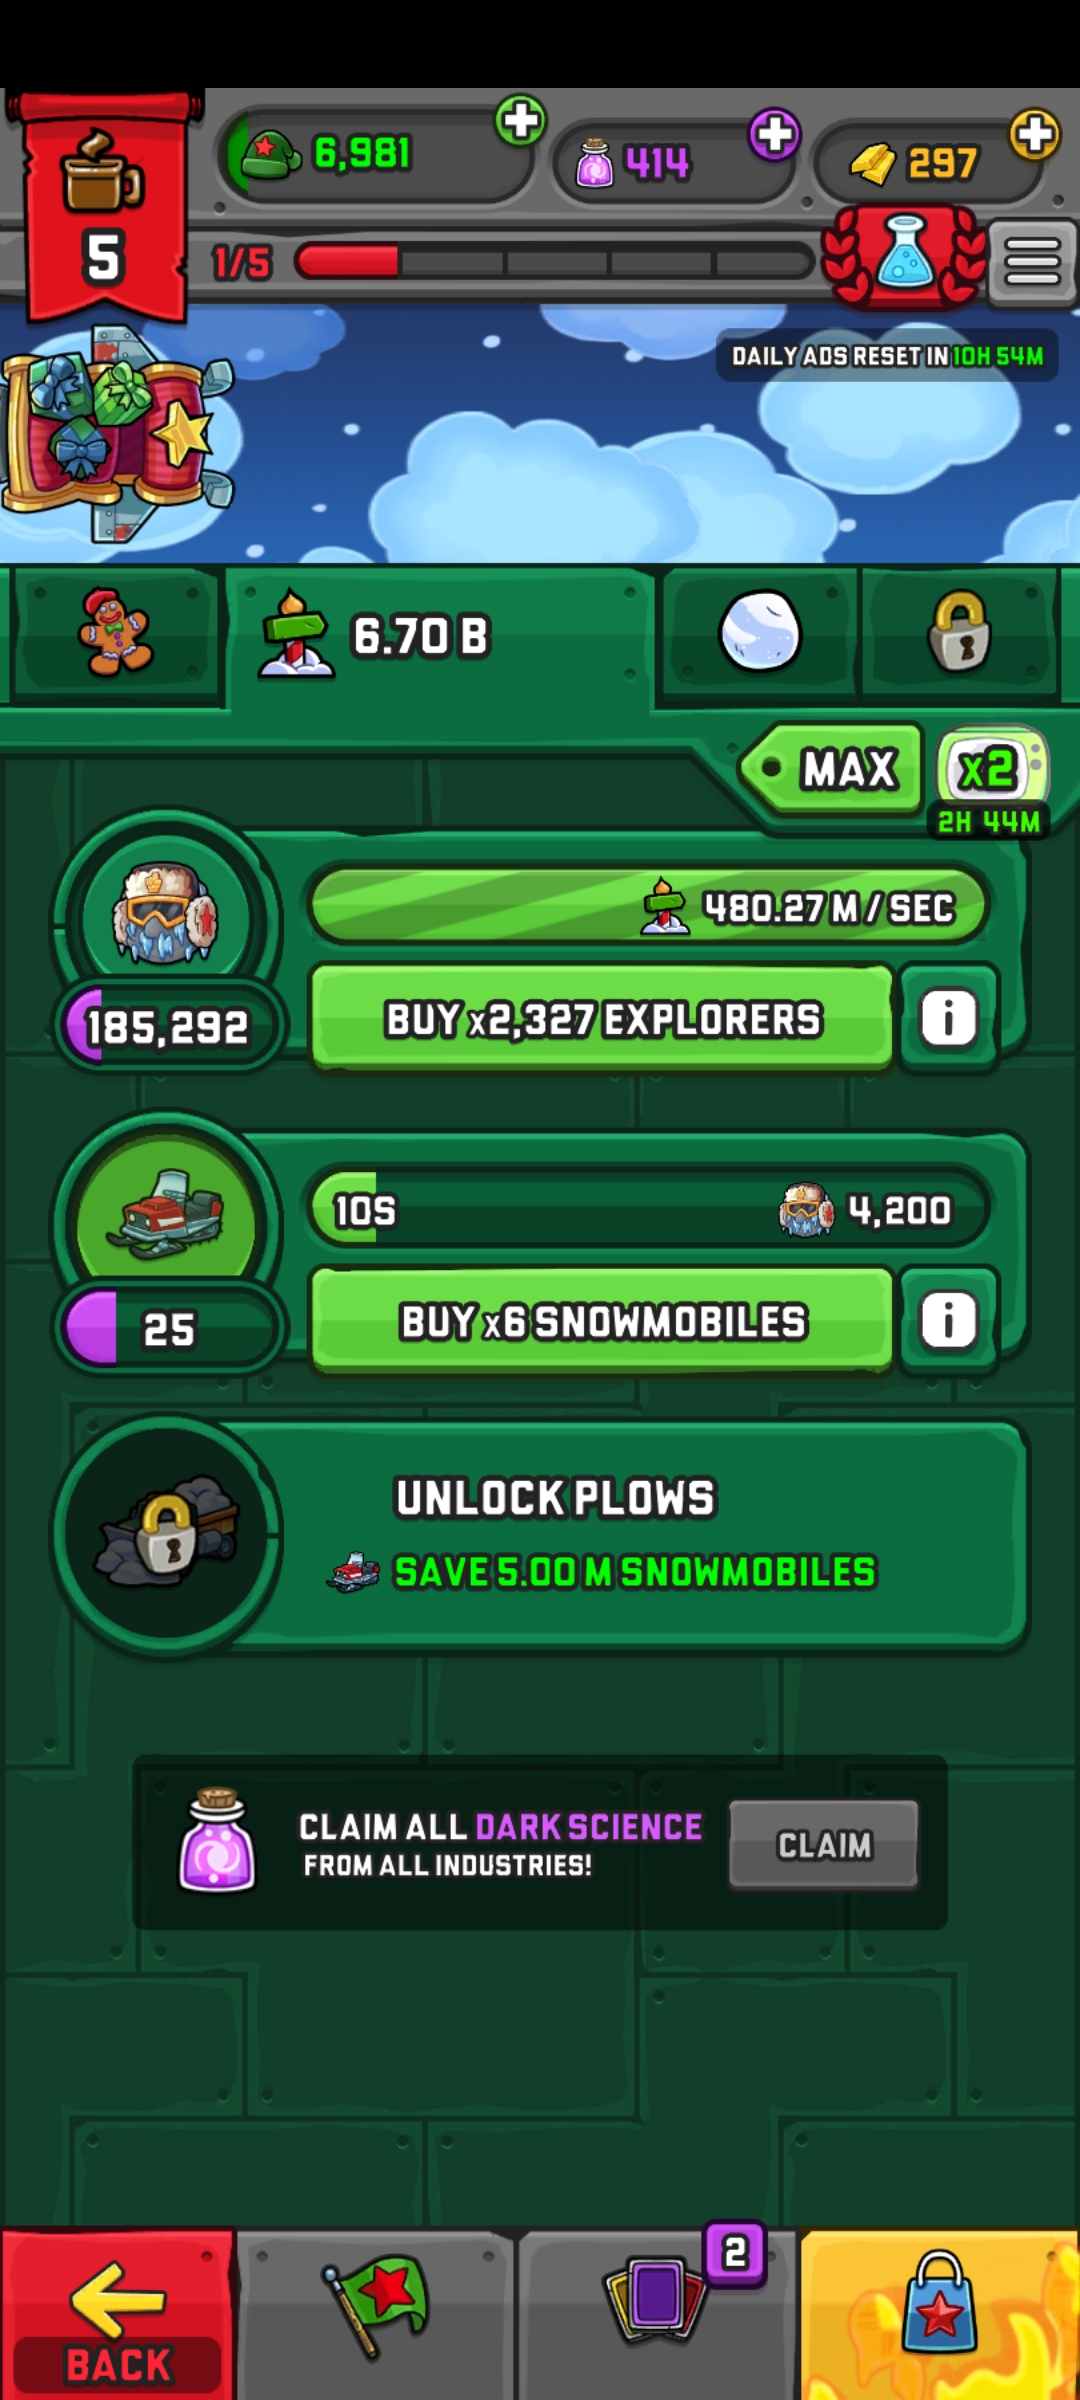 6,981
414
297
5
1/5
DAILY ADS RESET IN 10H 54M
6.70 B
MAX
x2
2H 44M
480.27 M / SEC
185,292
BUY x2,327 EXPLORERS
i
10S
4,200
25
BUY x6 SNOWMOBILES
i
UNLOCK PLOWS
SAVE 5.00 M SNOWMOBILES
CLAIM ALL DARK SCIENCE
FROM ALL INDUSTRIES!
CLAIM
2
BACK